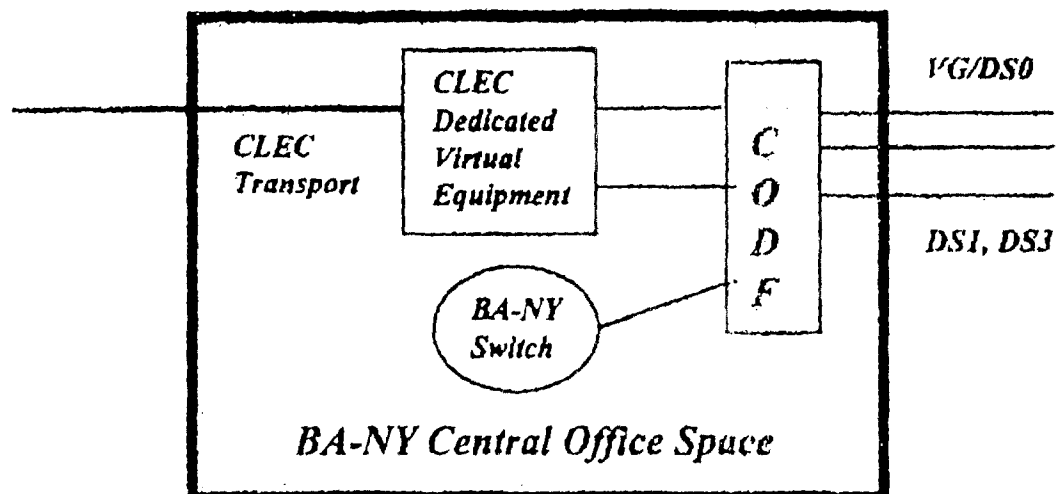 VG/DS0
CLEC
Dedicated
Virtual
Equipment
CLEC
Transport
C
O
D
F
DS1, DS3
BA-NY
Switch
BA-NY Central Office Space